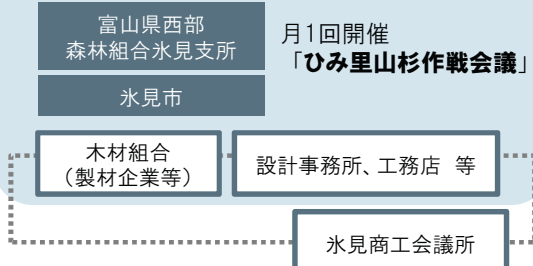 富山県西部
森林組合氷見支所
月1回開催
「ひみ里山杉作戦会議」
氷見市
木材組合
（製材企業等）
設計事務所、工務店 等
氷見商工会議所